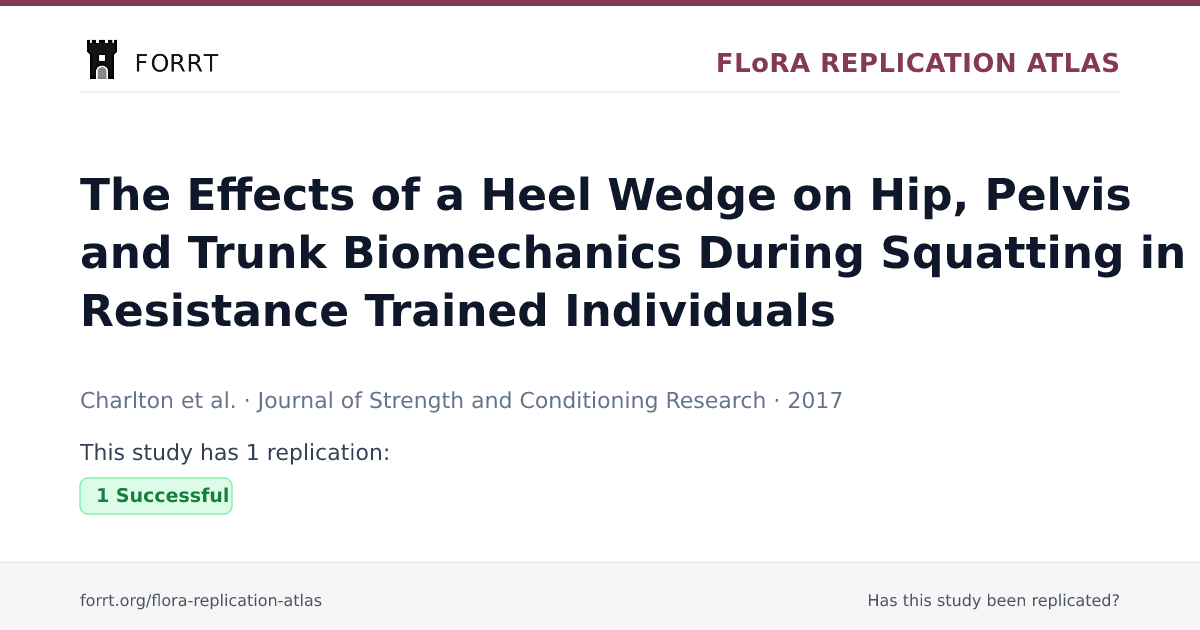 FORRT
FLoRA REPLICATION ATLAS
The Effects of a Heel Wedge on Hip, Pelvis
and Trunk Biomechanics During Squatting in
Resistance Trained Individuals
Charlton et al. · Journal of Strength and Conditioning Research · 2017
This study has 1 replication:
1 Successful
forrt.org/flora-replication-atlas
Has this study been replicated?